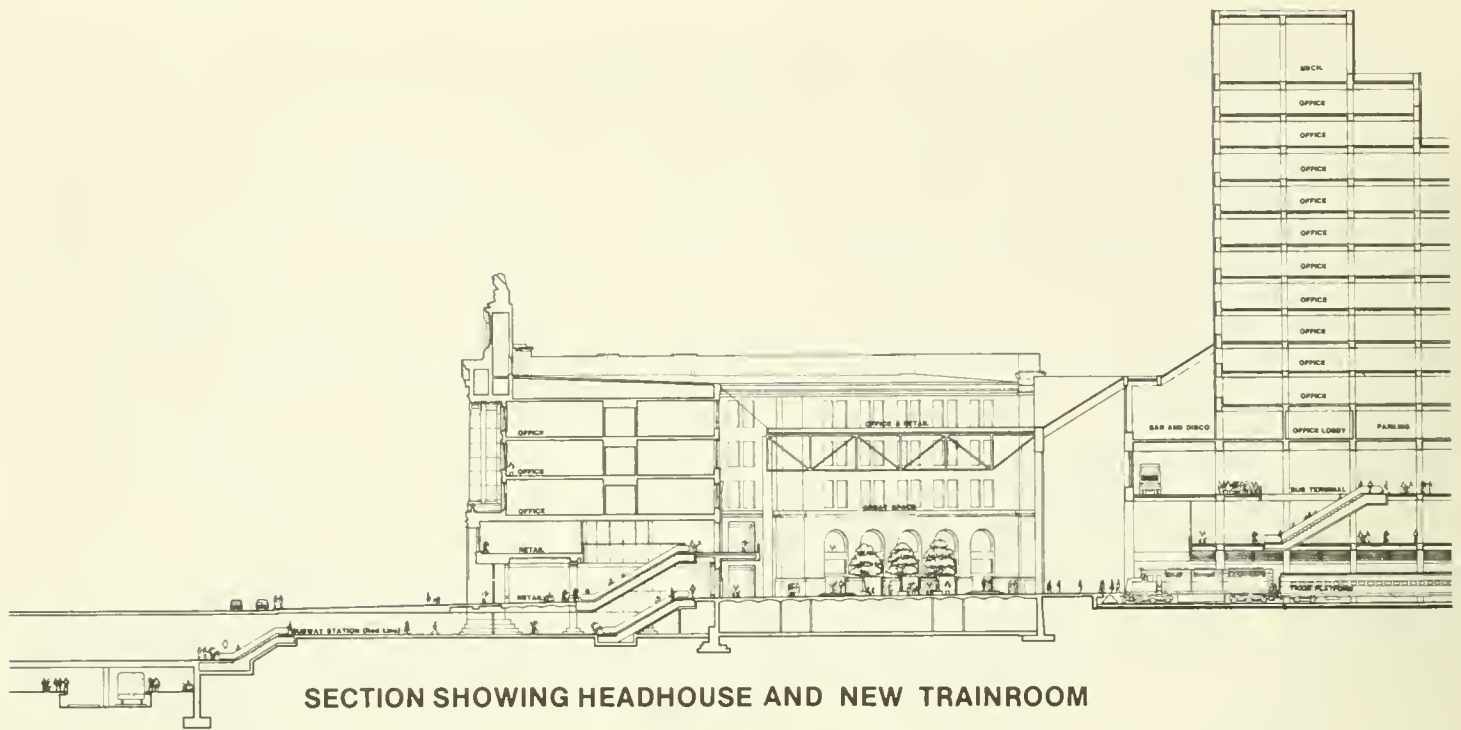 MECH.
OFFICE
OFFICE
OFFICE
OFFICE
OFFICE
OFFICE
OFFICE
OFFICE
OFFICE
OFFICE
BAR AND DISCO
OFFICE LOBBY
PARKING
OFFICE & RETAIL
OFFICE
OFFICE
OFFICE
BUS TERMINAL
GREAT SPACE
RETAIL
RETAIL
TRAIN PLATFORM
SUBWAY STATION (Red Line)
SECTION SHOWING HEADHOUSE AND NEW TRAINROOM